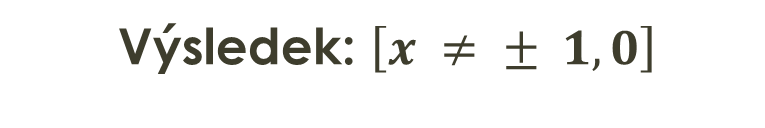 Výsledek: [x ≠ ± 1, 0]